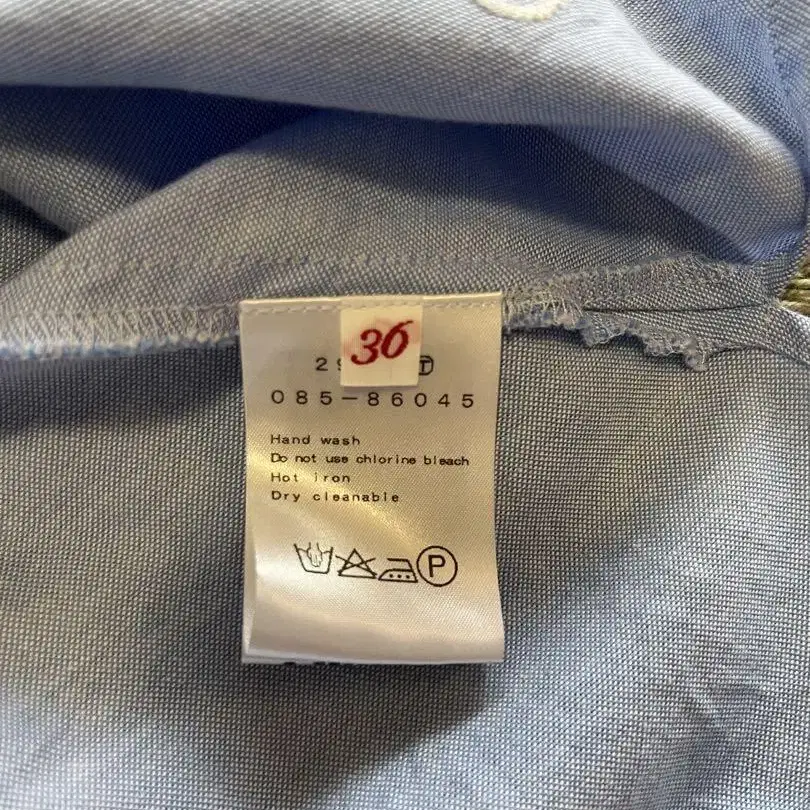 36
085-86045
Hand wash
Do not use chlorine bleach
Hot iron
Dry cleanable
P